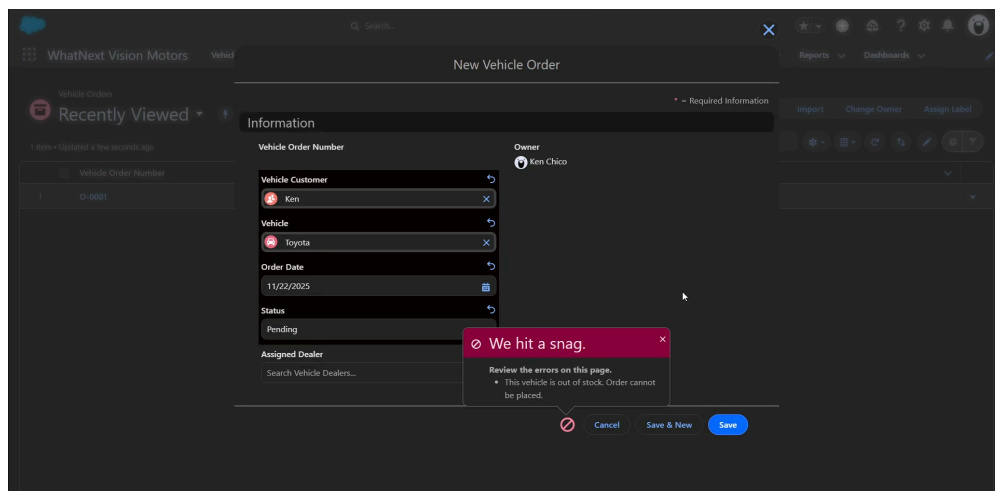 Search...
WhatNext Vision Motors
Vehicl
Reports
Dashboards
New Vehicle Order
* = Required Information
Vehicle Orders
Recently Viewed
Import
Change Owner
Assign Label
1 item • Updated a few seconds ago
Information
Vehicle Order Number
Owner
Ken Chico
Vehicle Order Number
1
O-0001
Vehicle Customer
Ken
Vehicle
Toyota
Order Date
11/22/2025
Status
Pending
Assigned Dealer
Search Vehicle Dealers...
We hit a snag.
Review the errors on this page.
• This vehicle is out of stock. Order cannot
be placed.
Cancel
Save & New
Save